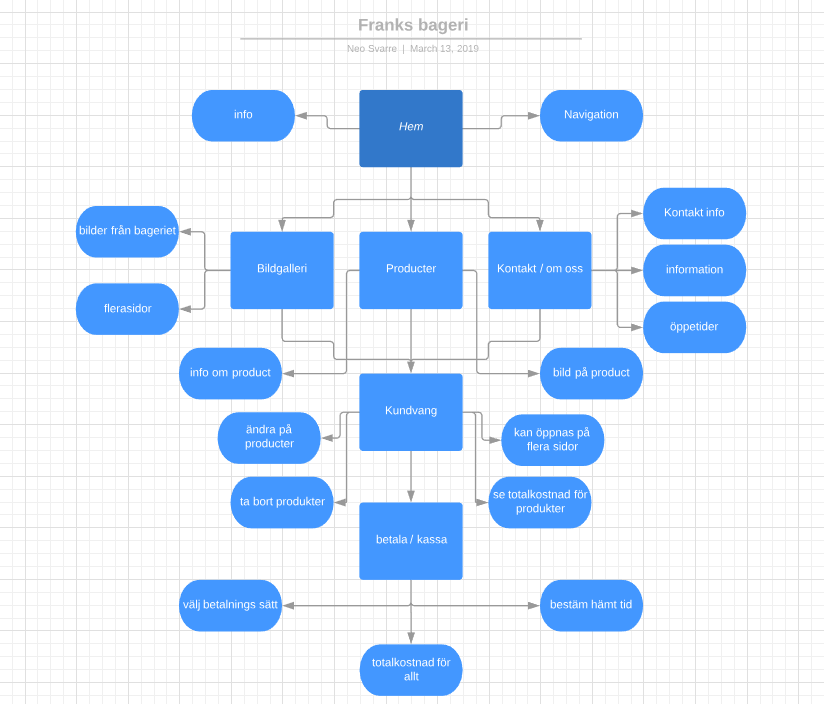 Franks bageri
Neo Svarre | March 13, 2019
info
Hem
Navigation
bilder från bageriet
flerasidor
Bildgalleri
Producter
Kontakt / om oss
Kontakt info
information
öppetider
info om product
bild på product
Kundvang
ändra på
producter
kan öppnas på
flera sidor
ta bort produkter
se totalkostnad för
produkter
betala / kassa
välj betalnings sätt
bestäm hämt tid
totalkostnad för
allt